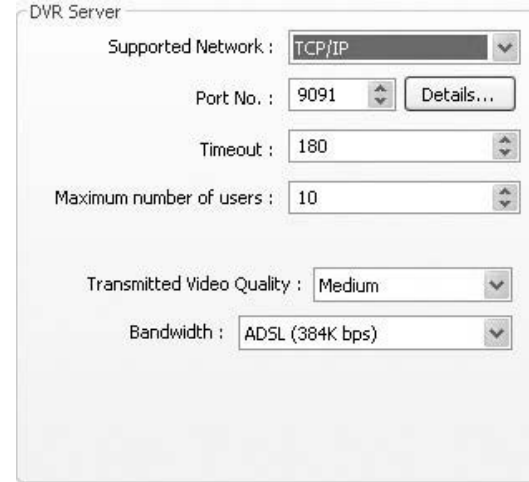 DVR Server
Supported Network : TCP/IP
Port No. : 9091 Details...
Timeout : 180
Maximum number of users : 10
Transmitted Video Quality : Medium
Bandwidth : ADSL (384K bps)